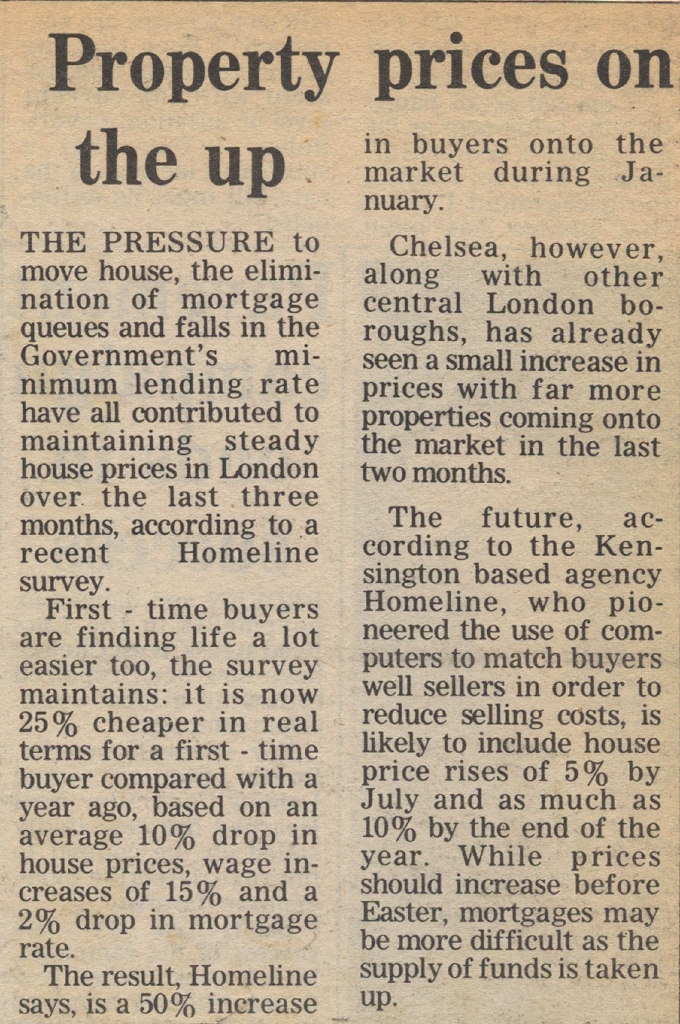 Property prices on
the up
THE PRESSURE to
move house, the elimi-
nation of mortgage
queues and falls in the
Government's mi-
nimum lending rate
have all contributed to
maintaining steady
house prices in London
over the last three
months, according to a
recent Homeline
survey.
First - time buyers
are finding life a lot
easier too, the survey
maintains: it is now
25% cheaper in real
terms for a first - time
buyer compared with a
year ago, based on an
average 10% drop in
house prices, wage in-
creases of 15% and a
2% drop in mortgage
rate.
The result, Homeline
says, is a 50% increase
in buyers onto the
market during Ja-
nuary.
Chelsea, however,
along with other
central London bo-
roughs, has already
seen a small increase in
prices with far more
properties coming onto
the market in the last
two months.
The future, ac-
cording to the Ken-
sington based agency
Homeline, who pio-
neered the use of com-
puters to match buyers
well sellers in order to
reduce selling costs, is
likely to include house
price rises of 5% by
July and as much as
10% by the end of the
year. While prices
should increase before
Easter, mortgages may
be more difficult as the
supply of funds is taken
up.